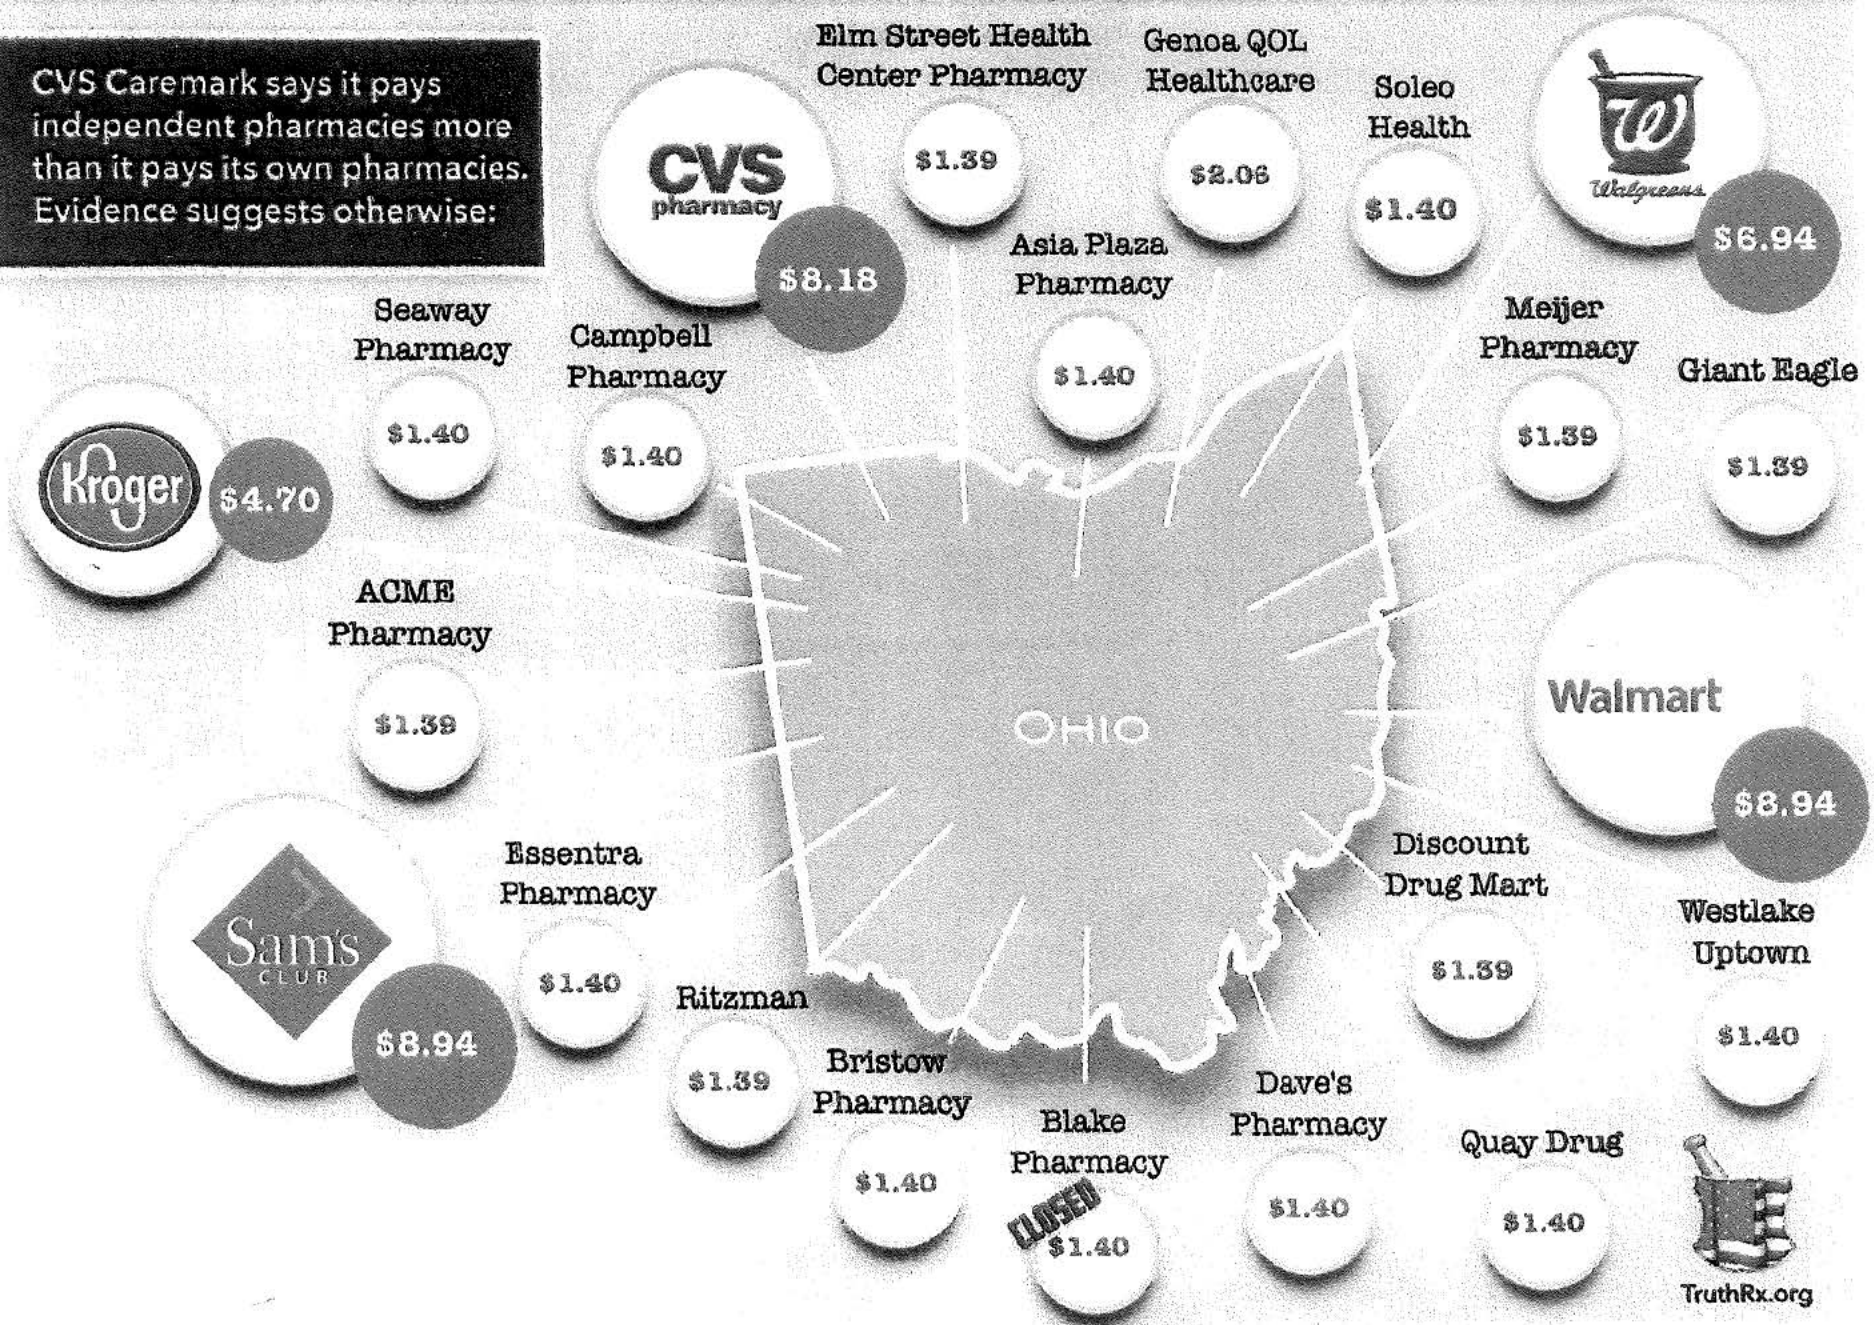 CVS Caremark says it pays
independent pharmacies more
than it pays its own pharmacies.
Evidence suggests otherwise:
CVS
pharmacy
$8.18
Elm Street Health
Center Pharmacy
$1.39
Genoa QOL
Healthcare
$2.06
Soleo
Health
$1.40
W
Walgreens
$6.94
Asia Plaza
Pharmacy
$1.40
Seaway
Pharmacy
$1.40
Campbell
Pharmacy
$1.40
Meijer
Pharmacy
$1.39
Giant Eagle
$1.39
Kroger
$4.70
ACME
Pharmacy
$1.39
OHIO
Walmart
$8.94
Sam's
CLUB
$8.94
Essentra
Pharmacy
$1.40
Ritzman
$1.39
Bristow
Pharmacy
$1.40
Blake
Pharmacy
CLOSED
$1.40
Dave's
Pharmacy
$1.40
Discount
Drug Mart
$1.39
Westlake
Uptown
$1.40
Quay Drug
$1.40
TruthRx.org